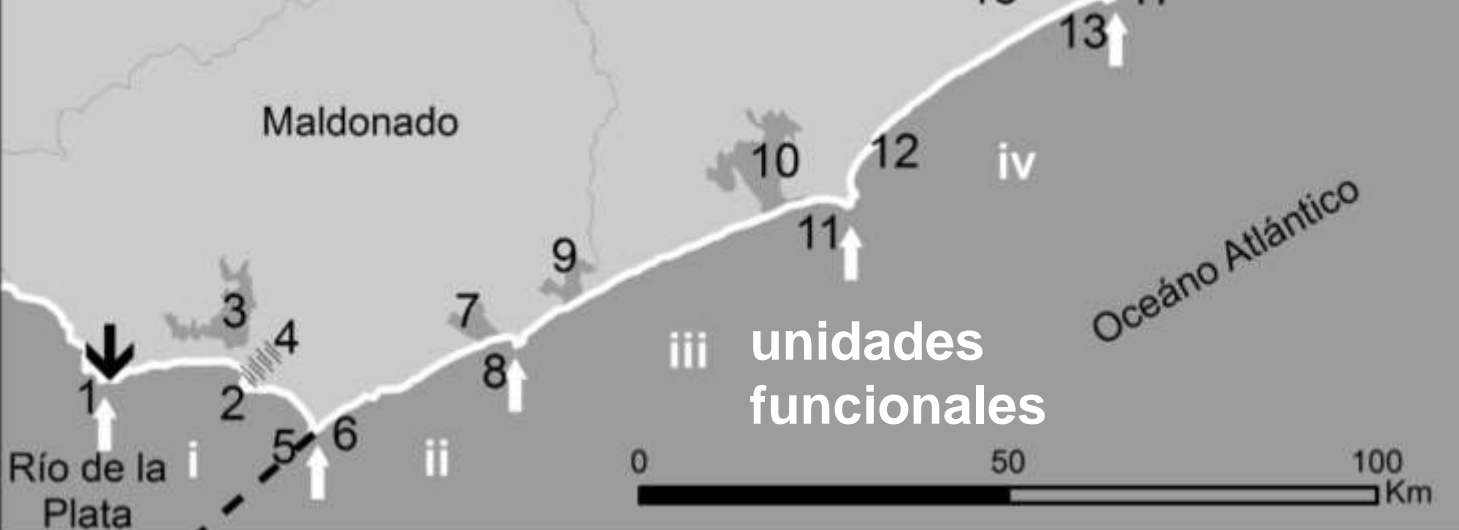 13
Maldonado
10
12
iv
11
Oceáno Atlántico
9
3
7
4
iii unidades
funcionales
8
1
2
5 6
i
ii
Río de la
Plata
0 50 100
Km